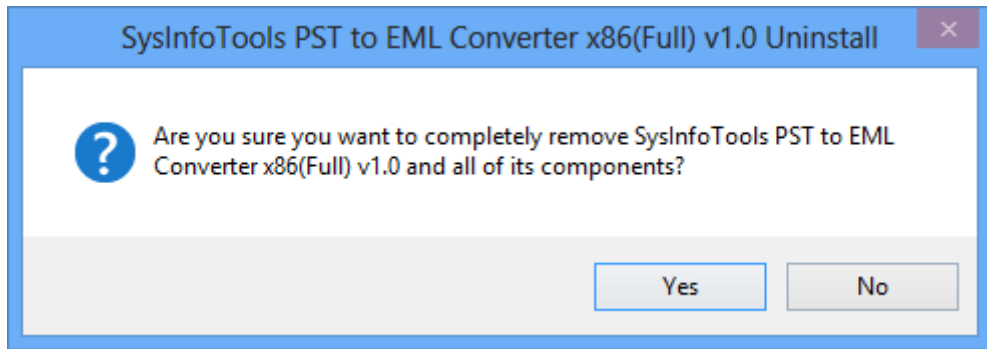 SysInfoTools PST to EML Converter x86(Full) v1.0 Uninstall
Are you sure you want to completely remove SysInfoTools PST to EML
Converter x86(Full) v1.0 and all of its components?
Yes No